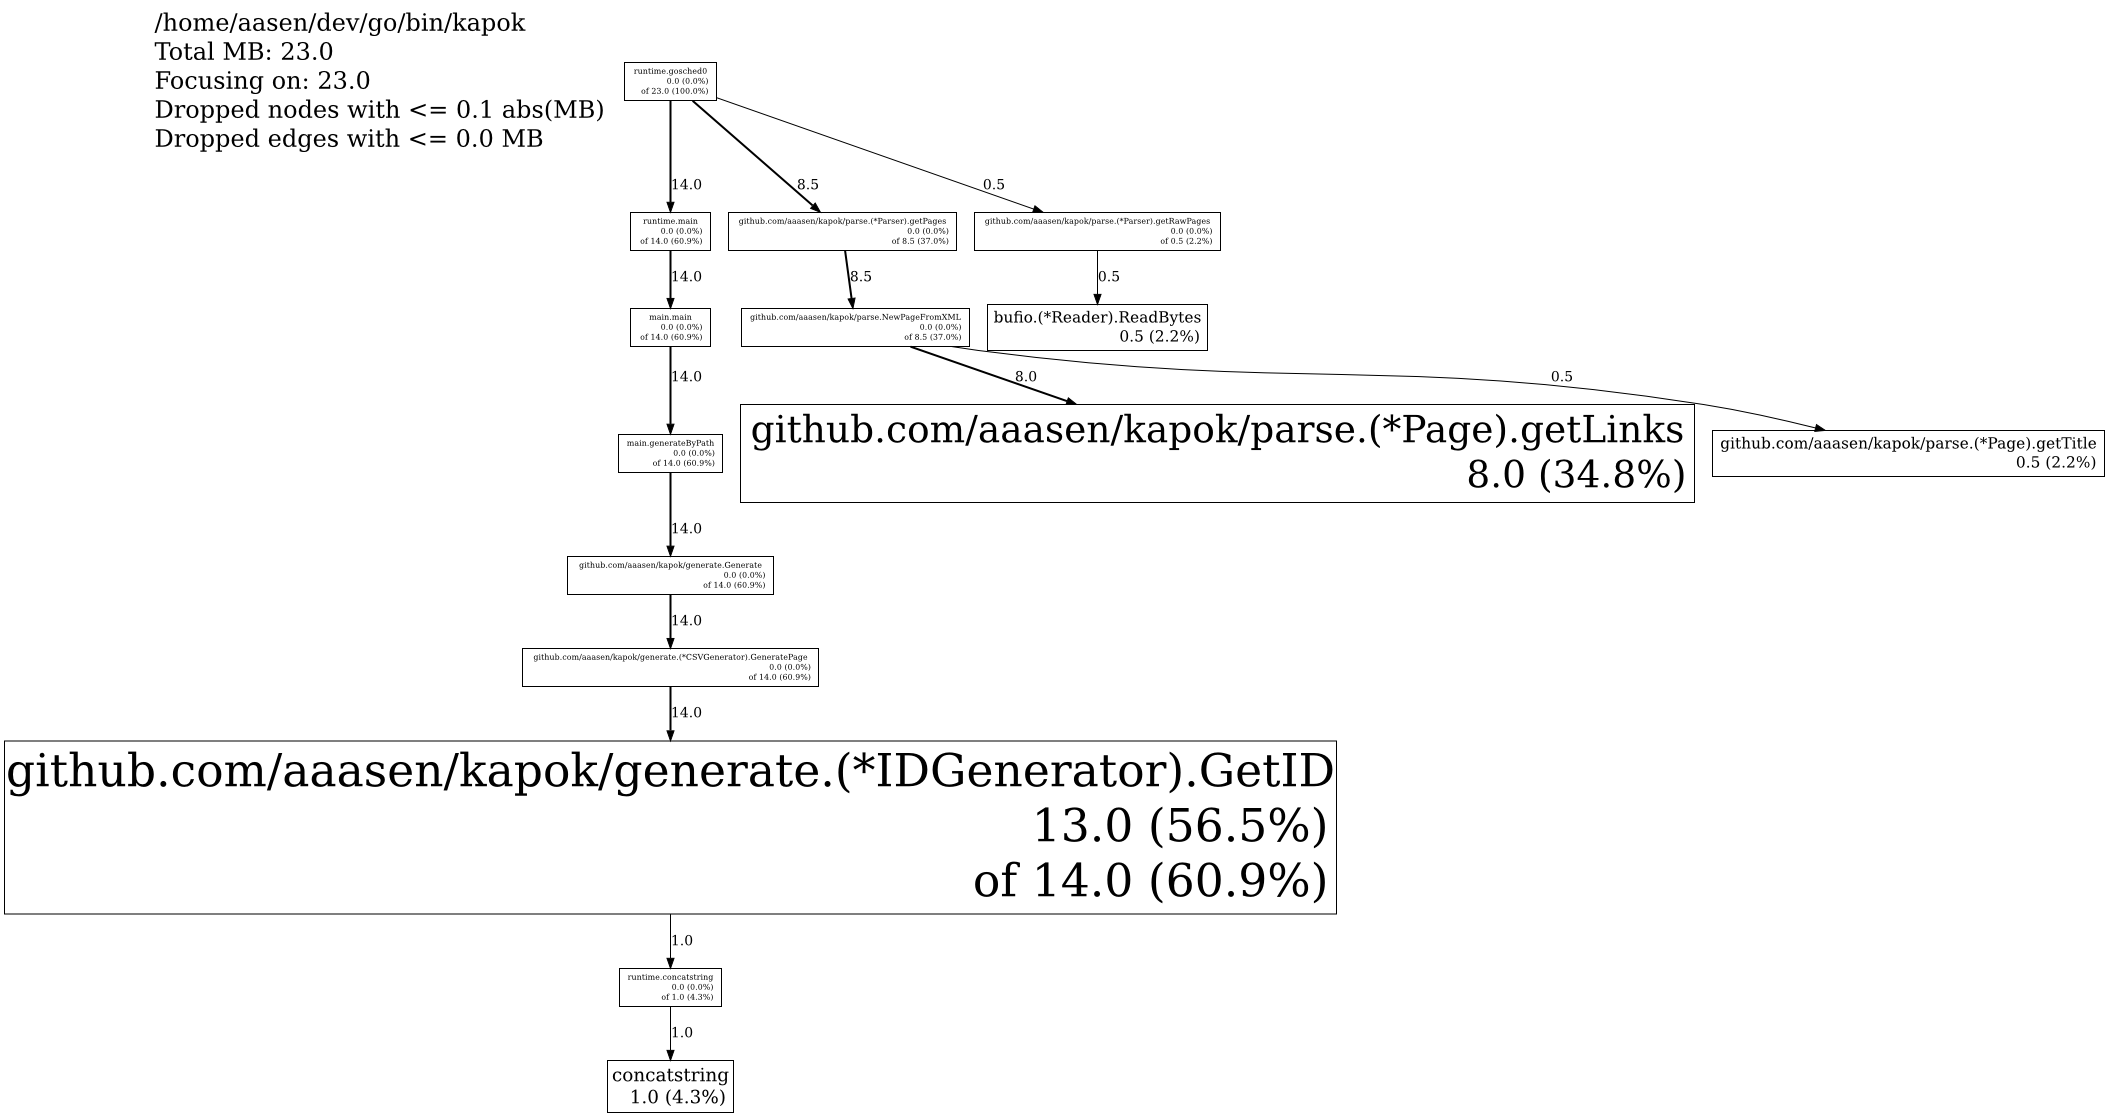 /home/aasen/dev/go/bin/kapok
Total MB: 23.0
Focusing on: 23.0
Dropped nodes with <= 0.1 abs(MB)
Dropped edges with <= 0.0 MB
runtime.gosched0
0.0 (0.0%)
of 23.0 (100.0%)
14.0
8.5
0.5
runtime.main
0.0 (0.0%)
of 14.0 (60.9%)
github.com/aaasen/kapok/parse.(*Parser).getPages
0.0 (0.0%)
of 8.5 (37.0%)
github.com/aaasen/kapok/parse.(*Parser).getRawPages
0.0 (0.0%)
of 0.5 (2.2%)
14.0
8.5
0.5
main.main
0.0 (0.0%)
of 14.0 (60.9%)
github.com/aaasen/kapok/parse.NewPageFromXML
0.0 (0.0%)
of 8.5 (37.0%)
bufio.(*Reader).ReadBytes
0.5 (2.2%)
14.0
8.0
0.5
main.generateByPath
0.0 (0.0%)
of 14.0 (60.9%)
github.com/aaasen/kapok/parse.(*Page).getLinks
8.0 (34.8%)
github.com/aaasen/kapok/parse.(*Page).getTitle
0.5 (2.2%)
14.0
github.com/aaasen/kapok/generate.Generate
0.0 (0.0%)
of 14.0 (60.9%)
14.0
github.com/aaasen/kapok/generate.(*CSVGenerator).GeneratePage
0.0 (0.0%)
of 14.0 (60.9%)
14.0
github.com/aaasen/kapok/generate.(*IDGenerator).GetID
13.0 (56.5%)
of 14.0 (60.9%)
1.0
runtime.concatstring
0.0 (0.0%)
of 1.0 (4.3%)
1.0
concatstring
1.0 (4.3%)